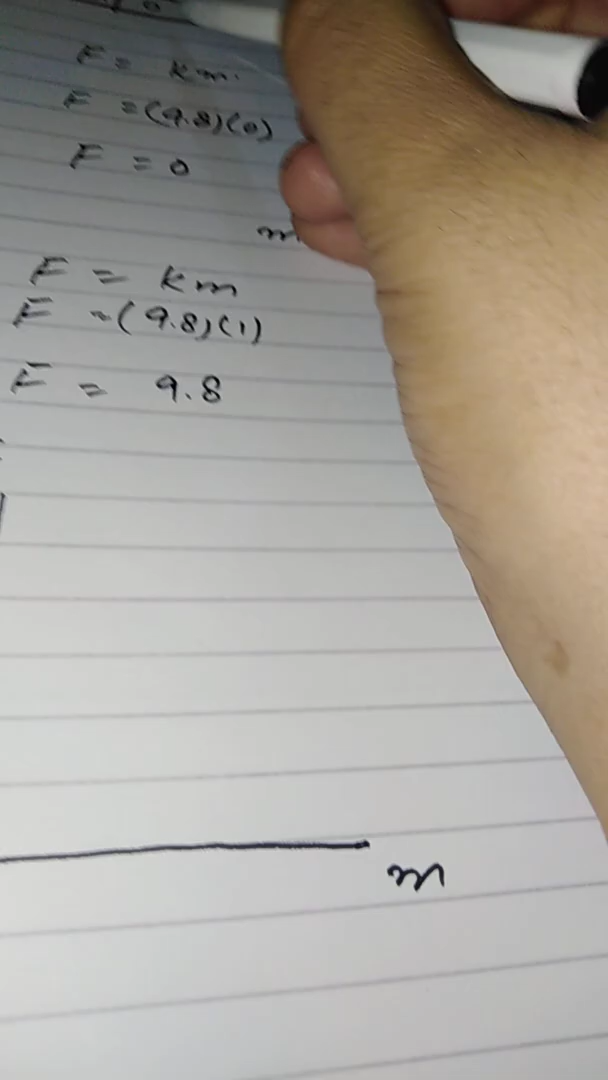 F = km.
F = (9.8)(0)
F = 0
m
F = km
F = (9.8)(1)
F = 9.8
m